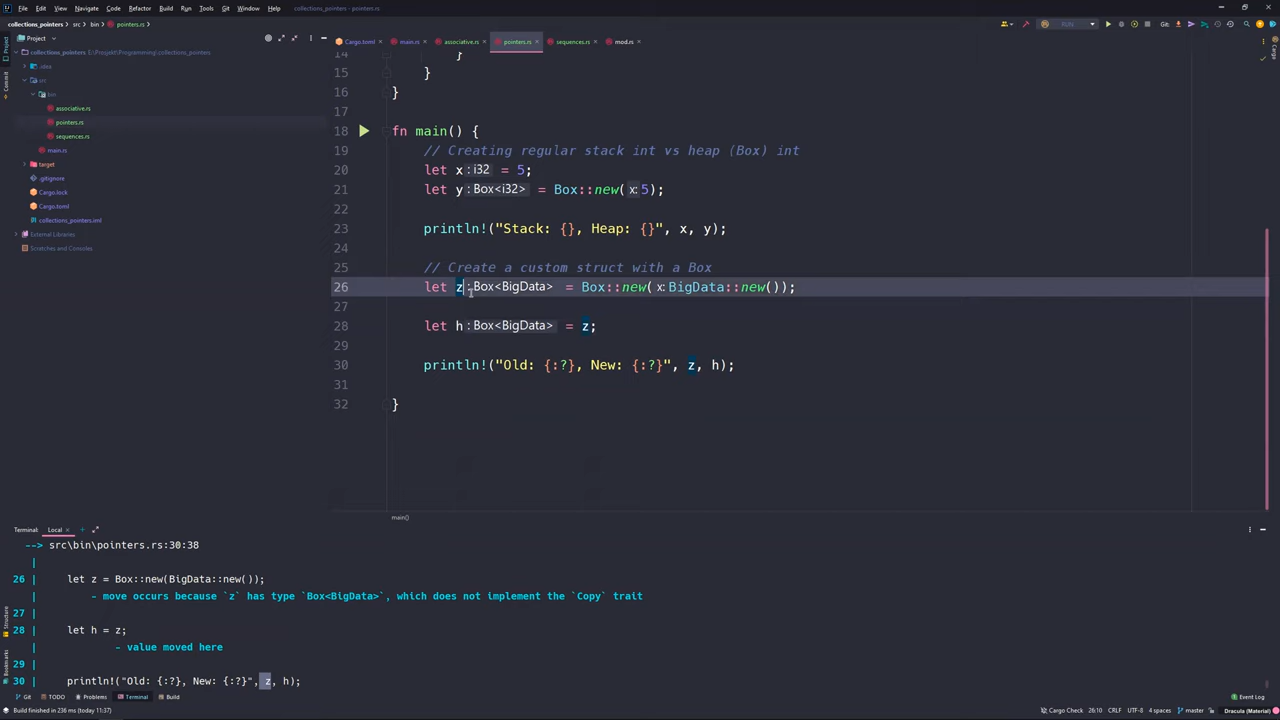 File Edit View Navigate Code Refactor Build Run Tools Git Window Help collections_pointers - pointers.rs
collections_pointers > src > bin > pointers.rs
RUN
Git:
Project
Cargo.toml main.rs associative.rs pointers.rs sequences.rs mod.rs
collections_pointers E:\Projekt\Programming\collections_pointers
.idea
src
bin
associative.rs
pointers.rs
sequences.rs
main.rs
target
.gitignore
Cargo.lock
Cargo.toml
collections_pointers.iml
External Libraries
Scratches and Consoles
Project
Commit
Structure
Bookmarks
Cargo
14 }
15 }
16 }
17
18 fn main() {
19 // Creating regular stack int vs heap (Box) int
20 let x : i32 = 5;
21 let y : Box<i32> = Box::new( x: 5);
22
23 println!("Stack: {}, Heap: {}", x, y);
24
25 // Create a custom struct with a Box
26 let z : Box<BigData> = Box::new( x: BigData::new());
27
28 let h : Box<BigData> = z;
29
30 println!("Old: {:?}, New: {:?}", z, h);
31
32 }
main()
Terminal: Local × +
--> src\bin\pointers.rs:30:38
|
26 | let z = Box::new(BigData::new());
| - move occurs because `z` has type `Box<BigData>`, which does not implement the `Copy` trait
27 |
28 | let h = z;
| - value moved here
29 |
30 | println!("Old: {:?}, New: {:?}", z, h);
Git TODO Problems Terminal Build Event Log
Build finished in 236 ms (today 11:37) Cargo Check 26:10 CRLF UTF-8 4 spaces master Dracula (Material)